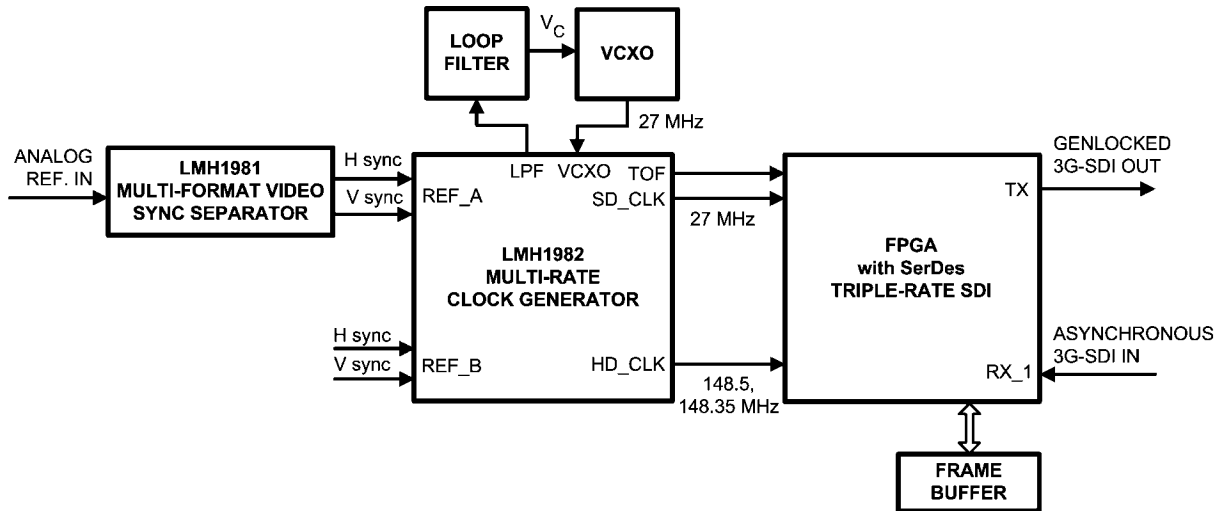 LOOP
FILTER
V_C
VCXO
27 MHz
ANALOG
REF. IN
LMH1981
MULTI-FORMAT VIDEO
SYNC SEPARATOR
H sync
V sync
LPF
VCXO
REF_A
TOF
SD_CLK
27 MHz
LMH1982
MULTI-RATE
CLOCK GENERATOR
H sync
V sync
REF_B
HD_CLK
148.5,
148.35 MHz
FPGA
with SerDes
TRIPLE-RATE SDI
TX
GENLOCKED
3G-SDI OUT
RX_1
ASYNCHRONOUS
3G-SDI IN
FRAME
BUFFER